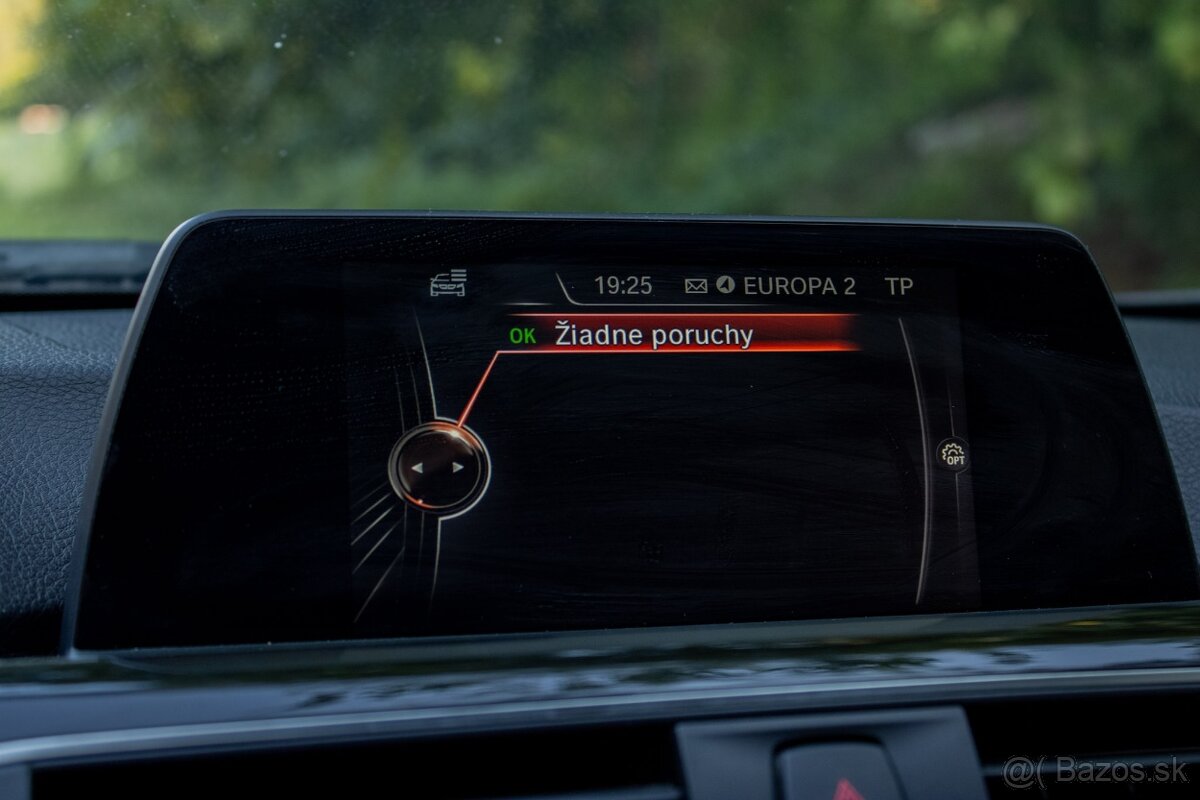 19:25 EUROPA 2 TP
OK Žiadne poruchy
OPT
@( Bazos.sk